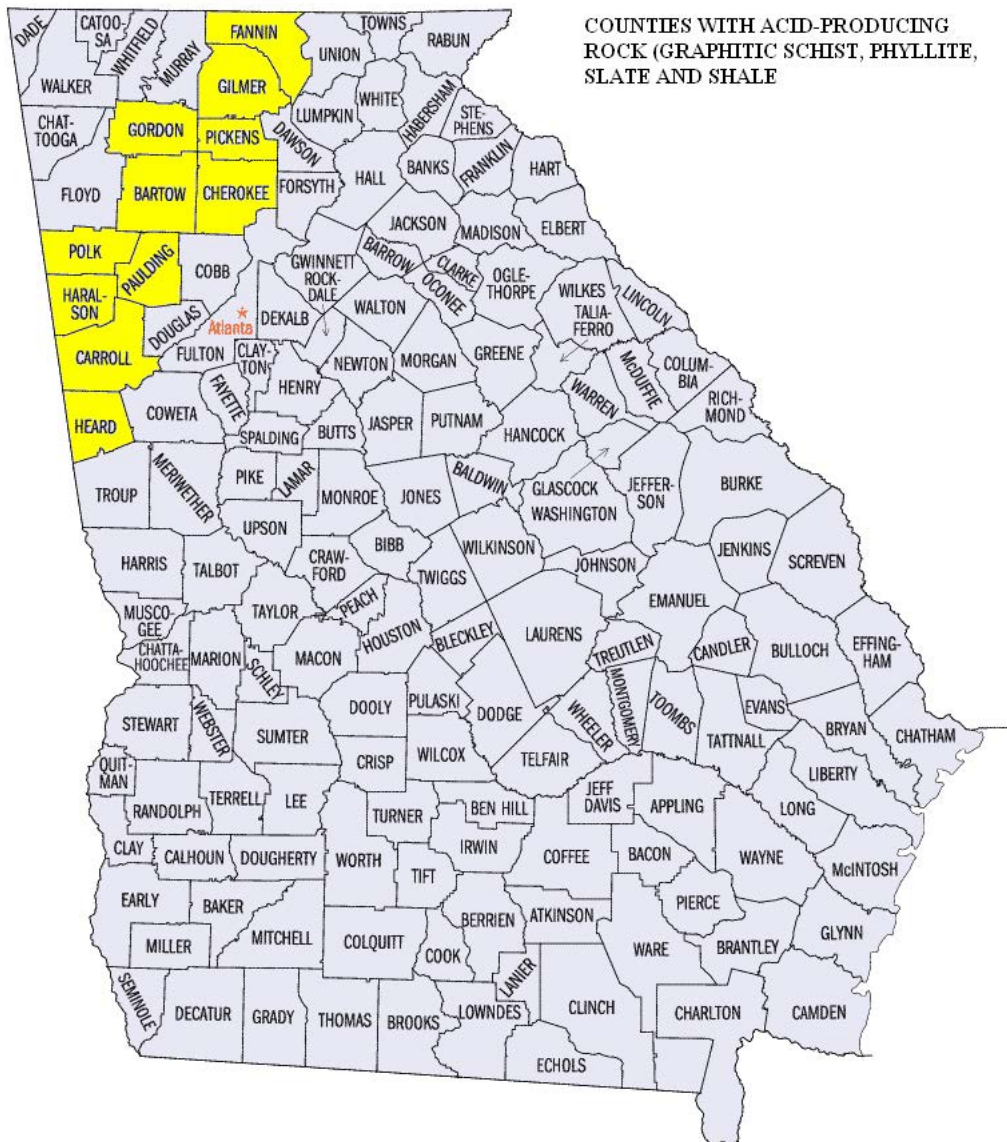 COUNTIES WITH ACID-PRODUCING
ROCK (GRAPHITIC SCHIST, PHYLLITE,
SLATE AND SHALE
DADE
CATOO-
SA
WHITFIELD
MURRAY
FANNIN
UNION
TOWNS
RABUN
WALKER
GILMER
LUMPKIN
WHITE
HABERSHAM
STE-
PHENS
CHAT-
TOOGA
GORDON
PICKENS
DAWSON
BANKS
FRANKLIN
HART
FLOYD
BARTOW
CHEROKEE
FORSYTH
HALL
JACKSON
MADISON
ELBERT
POLK
PAULDING
COBB
GWINNETT
BARROW
CLARKE
OCONEE
OGLE-
THORPE
WILKES
LINCOLN
HARAL-
SON
DOUGLAS
Atlanta
DEKALB
ROCK-
DALE
WALTON
TALIA-
FERRO
CARROLL
FULTON
CLAY-
TON
HENRY
NEWTON
MORGAN
GREENE
WARREN
McDUFFIE
COLUM-
BIA
RICH-
MOND
HEARD
COWETA
FAYETTE
SPALDING
BUTTS
JASPER
PUTNAM
HANCOCK
TROUP
MERIWETHER
PIKE
LAMAR
MONROE
JONES
BALDWIN
GLASCOCK
WASHINGTON
JEFFER-
SON
BURKE
UPSON
HARRIS
TALBOT
CRAW-
FORD
BIBB
TWIGGS
WILKINSON
JOHNSON
JENKINS
SCREVEN
MUSCO-
GEE
TAYLOR
PEACH
HOUSTON
BLECKLEY
LAURENS
EMANUEL
CHATTA-
HOOCHEE
MARION
SCHLEY
MACON
TREUTLEN
CANDLER
BULLOCH
EFFING-
HAM
STEWART
WEBSTER
SUMTER
DOOLY
PULASKI
DODGE
WHEELER
MONTGOMERY
TOOMBS
EVANS
TATTNALL
BRYAN
CHATHAM
QUIT-
MAN
CRISP
WILCOX
TELFAIR
LIBERTY
RANDOLPH
TERRELL
LEE
TURNER
BEN HILL
JEFF
DAVIS
APPLING
LONG
CLAY
CALHOUN
DOUGHERTY
WORTH
TIFT
IRWIN
COFFEE
BACON
WAYNE
McINTOSH
EARLY
BAKER
MITCHELL
COLQUITT
COOK
BERRIEN
ATKINSON
PIERCE
MILLER
WARE
BRANTLEY
GLYNN
SEMINOLE
DECATUR
GRADY
THOMAS
BROOKS
LOWNDES
LANIER
CLINCH
ECHOLS
CHARLTON
CAMDEN